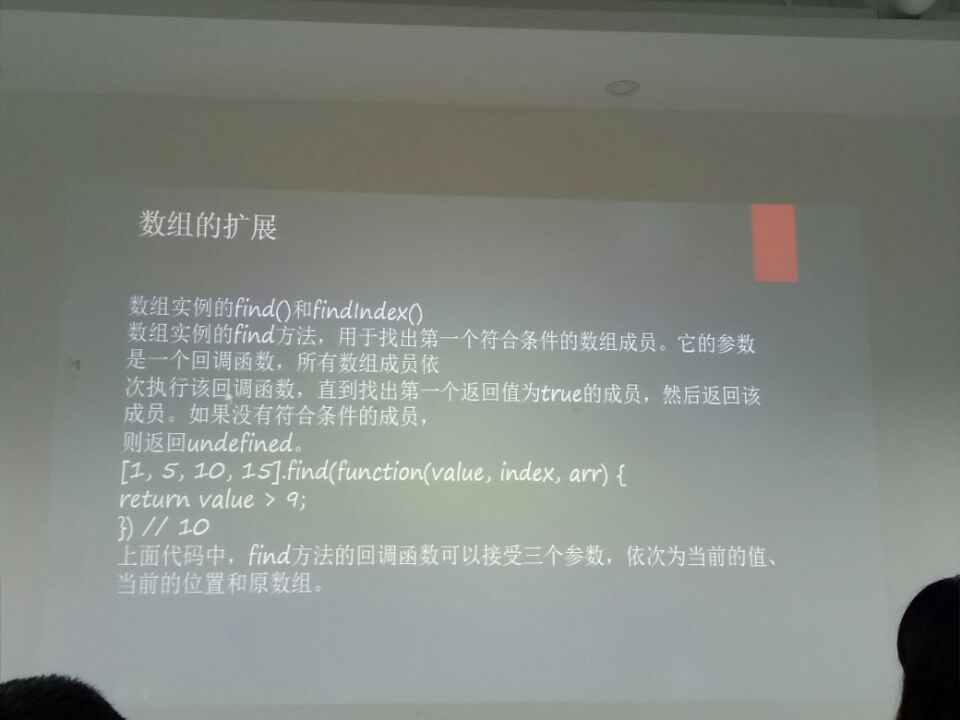 数组的扩展
数组实例的find()和findIndex()
数组实例的find方法，用于找出第一个符合条件的数组成员。它的参数
是一个回调函数，所有数组成员依
次执行该回调函数，直到找出第一个返回值为true的成员，然后返回该
成员。如果没有符合条件的成员，
则返回undefined。
[1, 5, 10, 15].find(function(value, index, arr) {
return value > 9;
}) // 10
上面代码中，find方法的回调函数可以接受三个参数，依次为当前的值、
当前的位置和原数组。